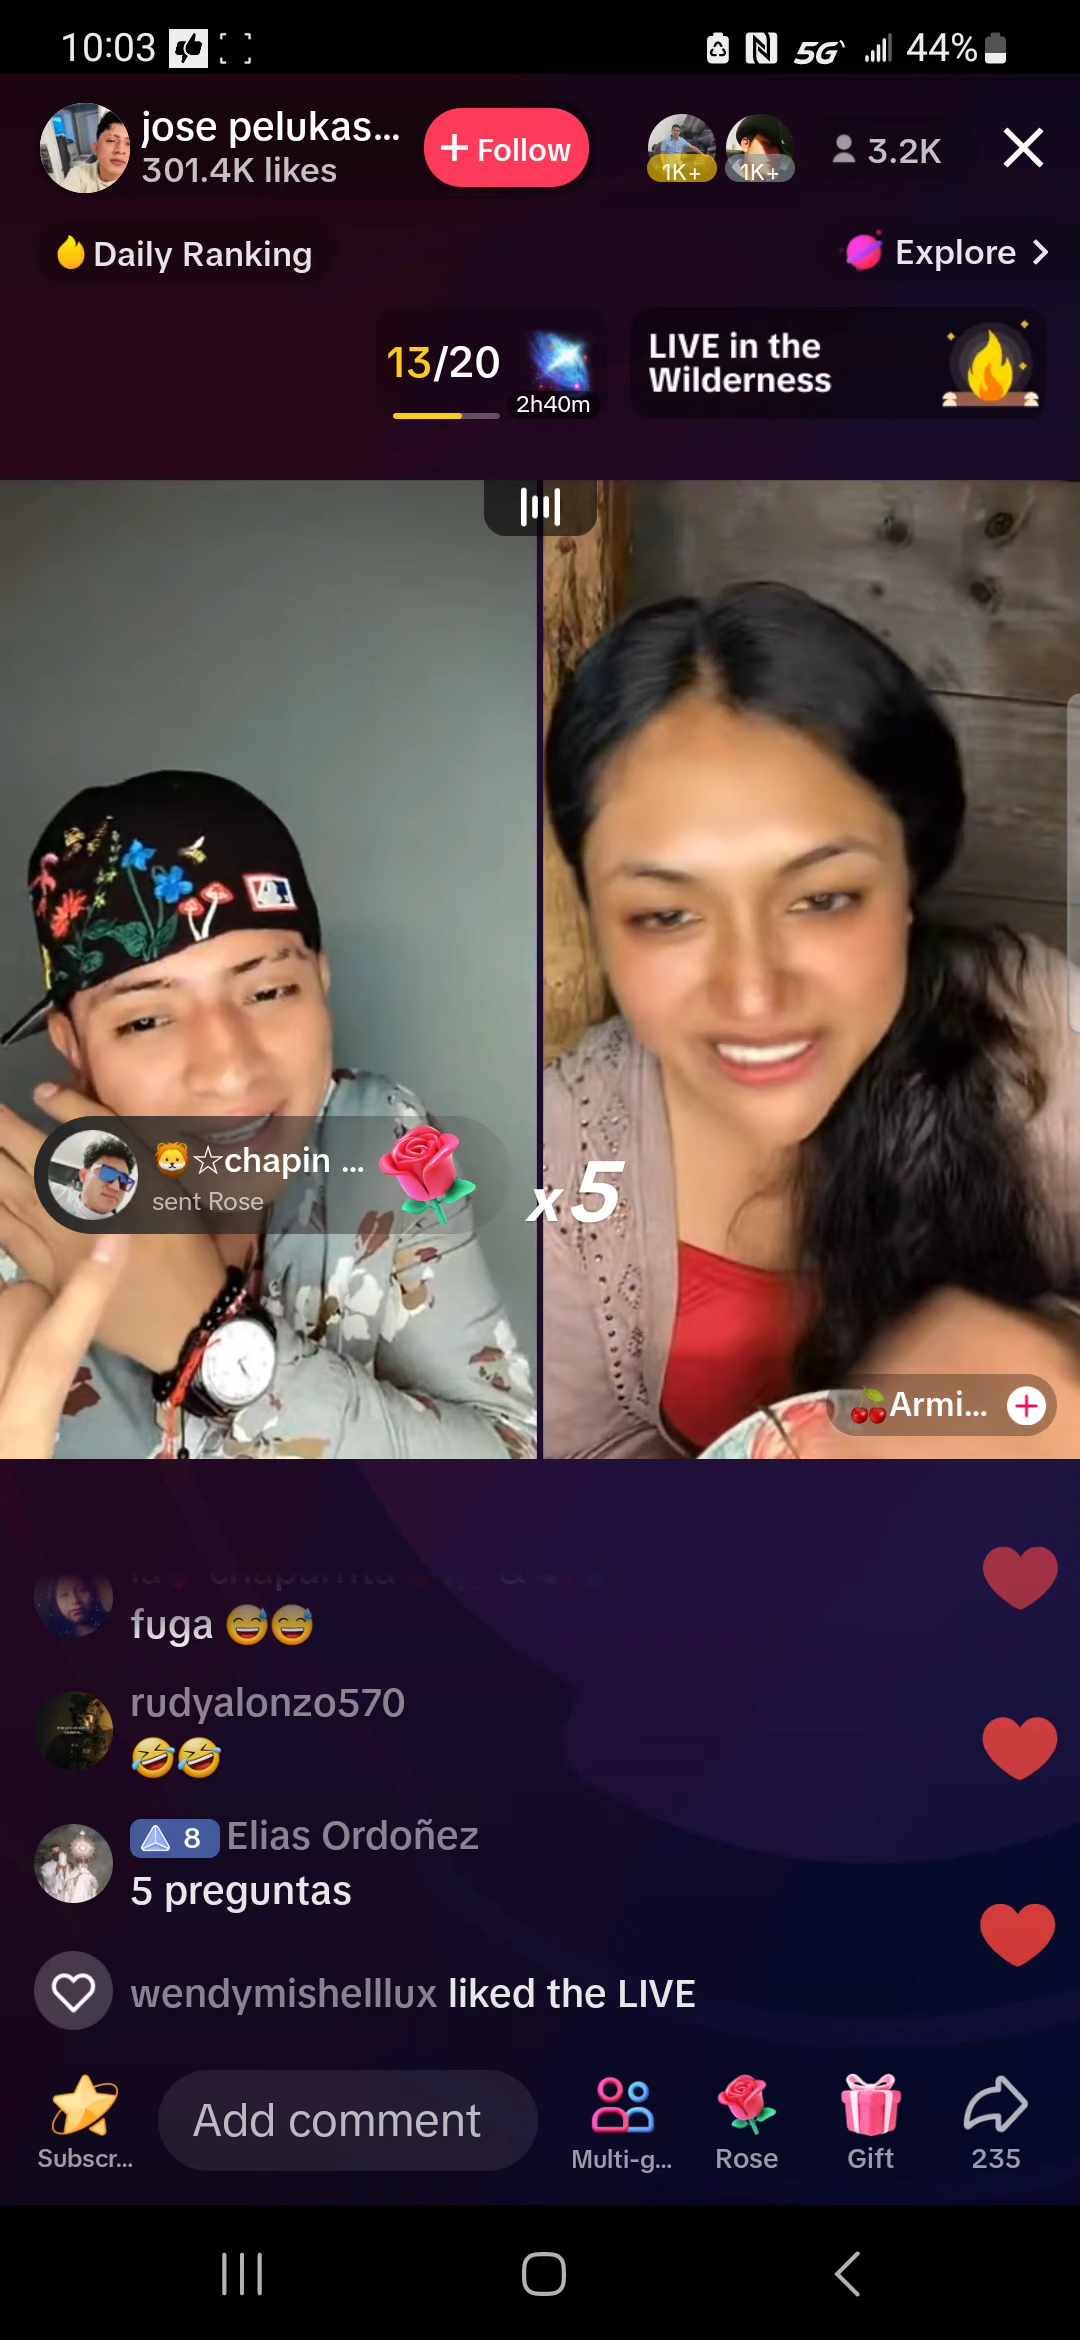 10:03
5G
44%
jose pelukas...
301.4K likes
+ Follow
1K+
1K+
3.2K
Daily Ranking
Explore >
13/20
2h40m
LIVE in the
Wilderness
☆chapin ...
sent Rose
x5
🍒Armi...
fuga 😅😅
rudyalonzo570
🤣🤣
8 Elias Ordoñez
5 preguntas
wendymishelllux liked the LIVE
Subscr...
Add comment
Multi-g...
Rose
Gift
235